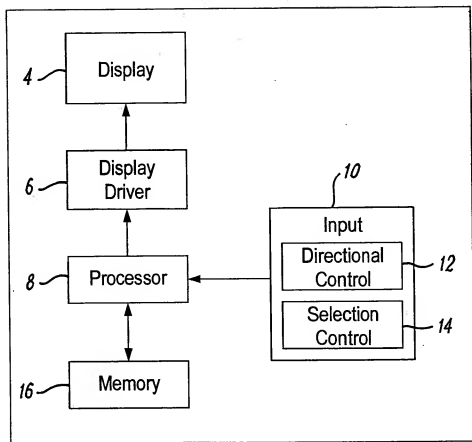 4
Display
6
Display
Driver
10
Input
Directional
Control
12
8
Processor
Selection
Control
14
16
Memory